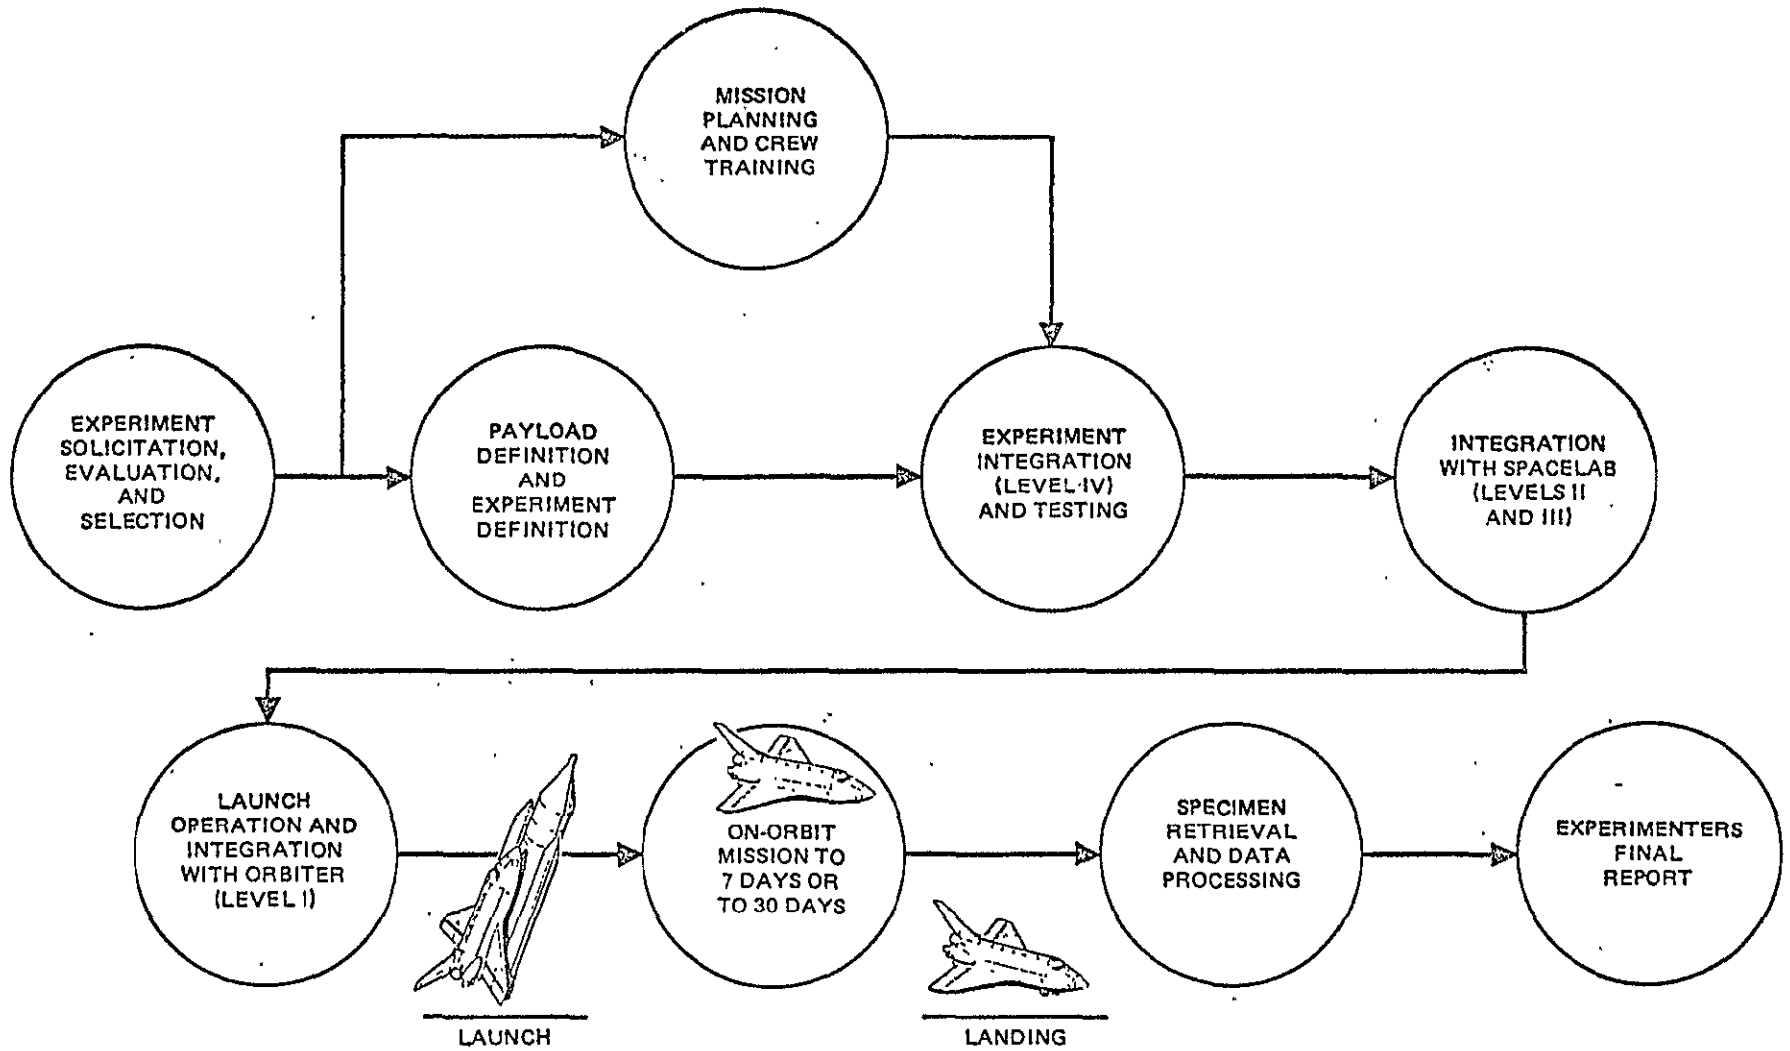 MISSION
PLANNING
AND CREW
TRAINING
EXPERIMENT
SOLICITATION,
EVALUATION,
AND
SELECTION
PAYLOAD
DEFINITION
AND
EXPERIMENT
DEFINITION
EXPERIMENT
INTEGRATION
(LEVEL IV)
AND TESTING
INTEGRATION
WITH SPACELAB
(LEVELS II
AND III)
LAUNCH
OPERATION AND
INTEGRATION
WITH ORBITER
(LEVEL I)
LAUNCH
ON-ORBIT
MISSION TO
7 DAYS OR
TO 30 DAYS
LANDING
SPECIMEN
RETRIEVAL
AND DATA
PROCESSING
EXPERIMENTERS
FINAL
REPORT